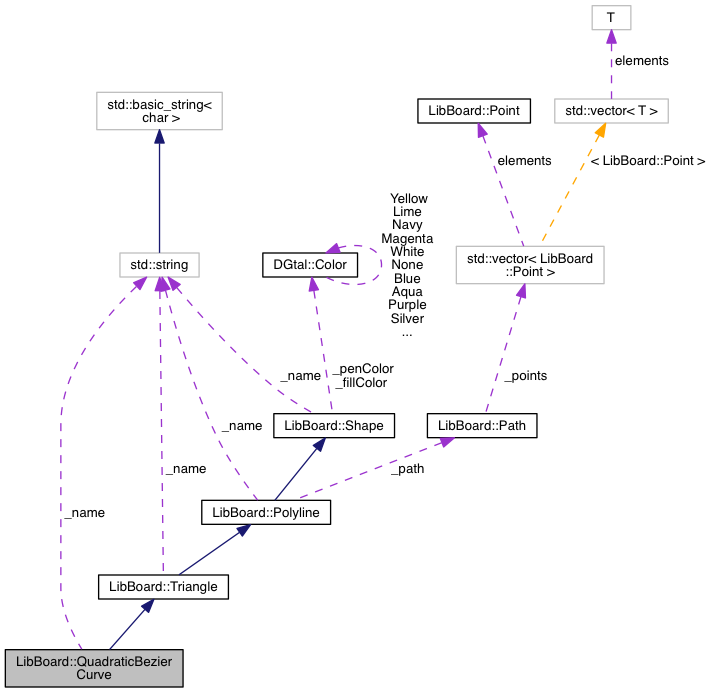 T
elements
std::basic_string<
char >
LibBoard::Point
std::vector< T >
elements
< LibBoard::Point >
Yellow
Lime
Navy
Magenta
White
None
Blue
Aqua
Purple
Silver
...
std::string
DGtal::Color
std::vector< LibBoard
::Point >
_name
_penColor
_fillColor
_points
LibBoard::Shape
LibBoard::Path
_name
_name
_path
_name
LibBoard::Polyline
LibBoard::Triangle
LibBoard::QuadraticBezier
Curve